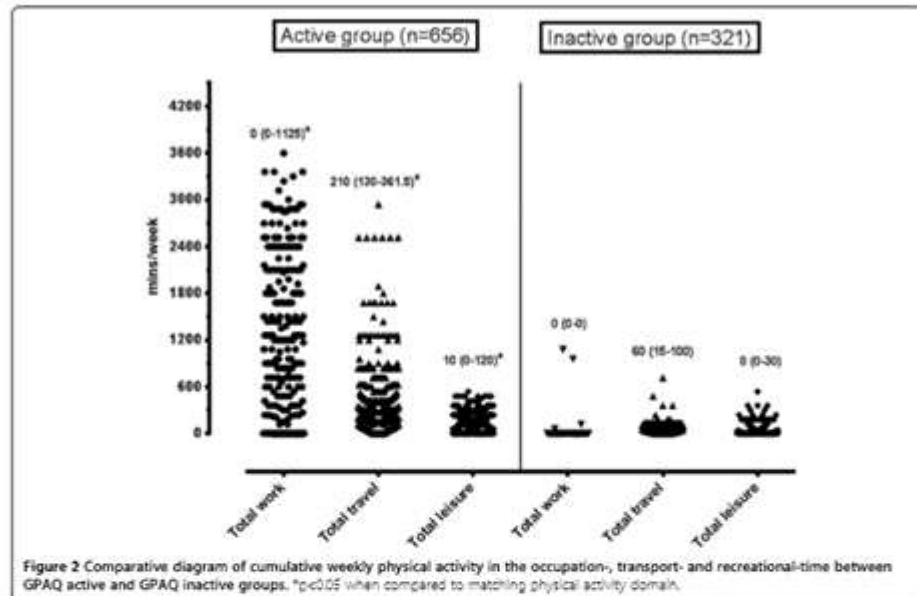 Active group (n=656)
Inactive group (n=321)
mins/week
4200
3600
3000
2400
1800
1200
600
0
0 (0-1125)*
210 (130-361.5)*
10 (0-120)*
0 (0-0)
60 (15-100)
0 (0-30)
Total work
Total travel
Total leisure
Total work
Total travel
Total leisure
Figure 2 Comparative diagram of cumulative weekly physical activity in the occupation-, transport- and recreational-time between
GPAQ active and GPAQ inactive groups. *p<0.05 when compared to matching physical activity domain.